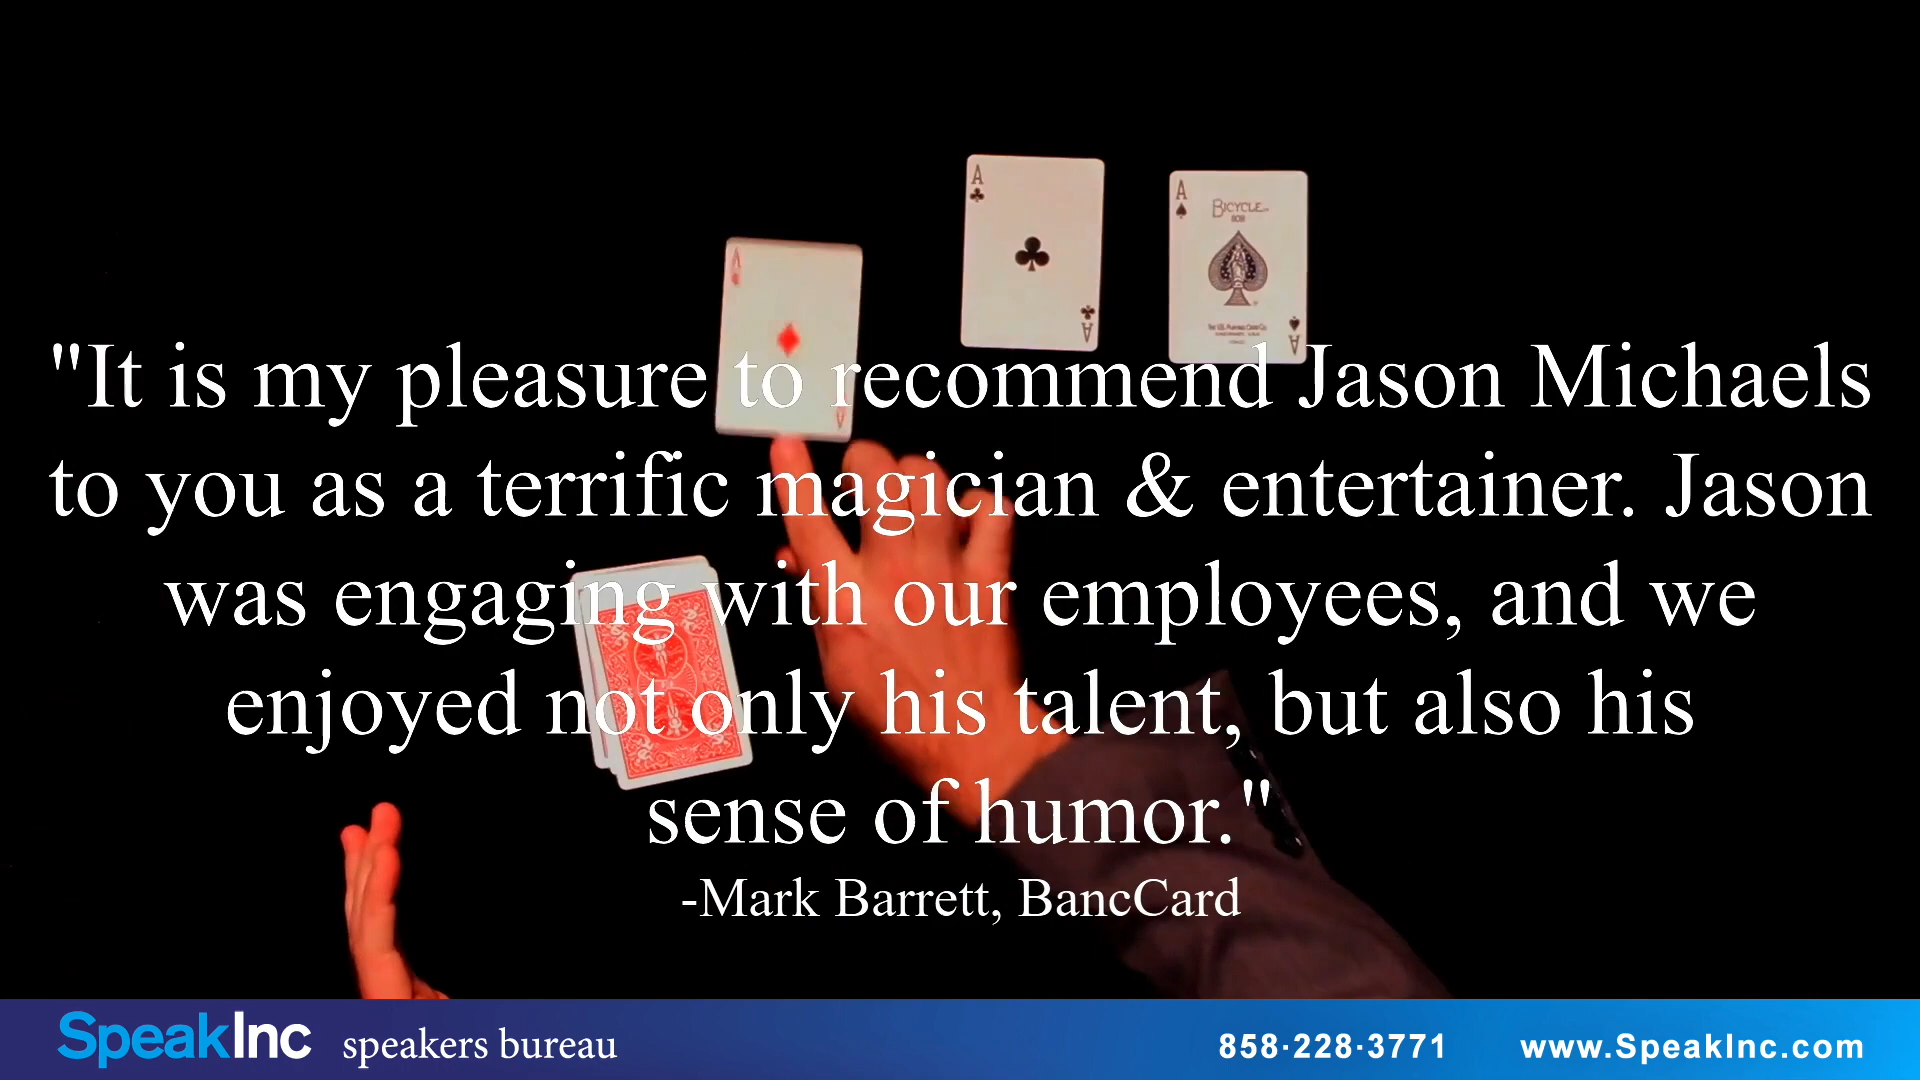 A
A
A
BICYCLE
808
A
A
A
"It is my pleasure to recommend Jason Michaels
to you as a terrific magician & entertainer. Jason
was engaging with our employees, and we
enjoyed not only his talent, but also his
sense of humor."
-Mark Barrett, BancCard
SpeakInc speakers bureau 858·228·3771 www.SpeakInc.com